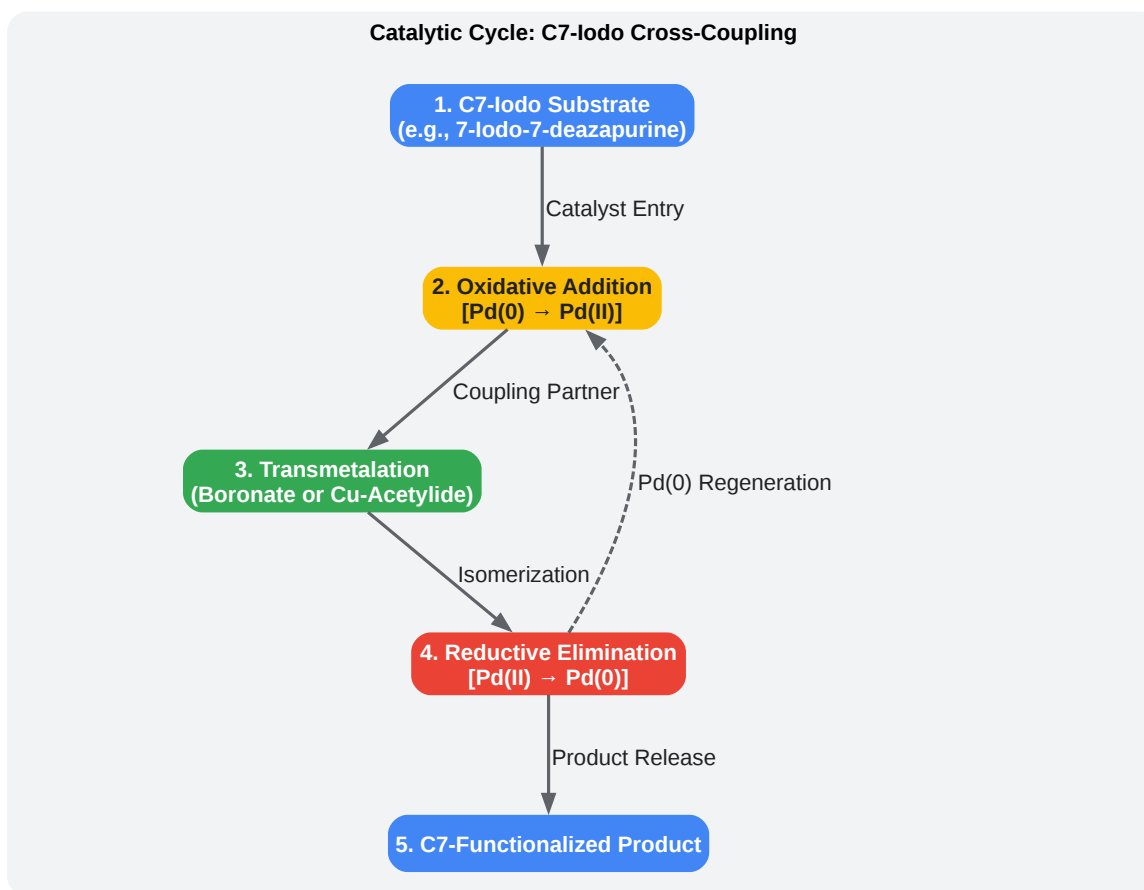 Catalytic Cycle: C7-Iodo Cross-Coupling
1. C7-Iodo Substrate
(e.g., 7-Iodo-7-deazapurine)
Catalyst Entry
2. Oxidative Addition
[Pd(0) → Pd(II)]
Coupling Partner
3. Transmetalation
(Boronate or Cu-Acetylide)
Pd(0) Regeneration
Isomerization
4. Reductive Elimination
[Pd(II) → Pd(0)]
Product Release
5. C7-Functionalized Product